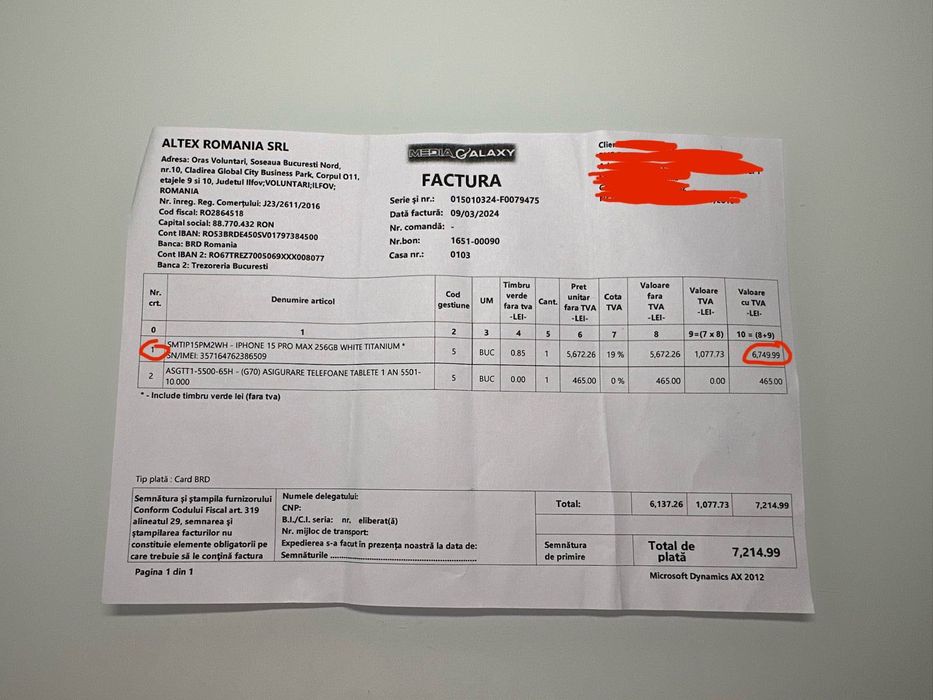 ALTEX ROMANIA SRL
Adresa: Oras Voluntari, Soseaua Bucuresti Nord,
nr.10, Cladirea Global City Business Park, Corpul O11,
etajele 9 si 10, Judetul Ilfov;VOLUNTARI;ILFOV;
ROMANIA
Nr. înreg. Reg. Comerțului: J23/2611/2016
Cod fiscal: RO2864518
Capital social: 88.770.432 RON
Cont IBAN: RO53BRDE450SV01797384500
Banca: BRD Romania
Cont IBAN 2: RO67TREZ7005069XXX008077
Banca 2: Trezoreria Bucuresti
MEDIA GALAXY
FACTURA
Serie și nr.: 015010324-F0079475
Dată factură: 09/03/2024
Nr. comandă: -
Nr.bon: 1651-00090
Casa nr.: 0103
Nr. crt. Denumire articol Cod gestiune UM Timbru verde fara tva -LEI- Cant. Pret unitar fara TVA -LEI- Cota TVA Valoare fara TVA -LEI- Valoare TVA -LEI- Valoare cu TVA -LEI-
0 1 2 3 4 5 6 7 8 9=(7 x 8) 10 = (8+9)
1 SMTIP15PM2WH - IPHONE 15 PRO MAX 256GB WHITE TITANIUM * 5 BUC 0.85 1 5,672.26 19 % 5,672.26 1,077.73 6,749.99
SN/IMEI: 357164762386509
2 ASGTT1-5500-65H - (G70) ASIGURARE TELEFOANE TABLETE 1 AN 5501- 5 BUC 0.00 1 465.00 0 % 465.00 0.00 465.00
10.000
* - Include timbru verde lei (fara tva)
Tip plată : Card BRD
Semnătura și ștampila furnizorului
Conform Codului Fiscal art. 319
alineatul 29, semnarea și
ștampilarea facturilor nu
constituie elemente obligatorii pe
care trebuie să le conțină factura
Numele delegatului:
CNP:
B.I./C.I. seria: nr. eliberat(ă)
Nr. mijloc de transport:
Expedierea s-a facut in prezența noastră la data de:
Semnăturile
Total: 6,137.26 1,077.73 7,214.99
Semnătura
de primire
Total de
plată
7,214.99
Pagina 1 din 1
Microsoft Dynamics AX 2012